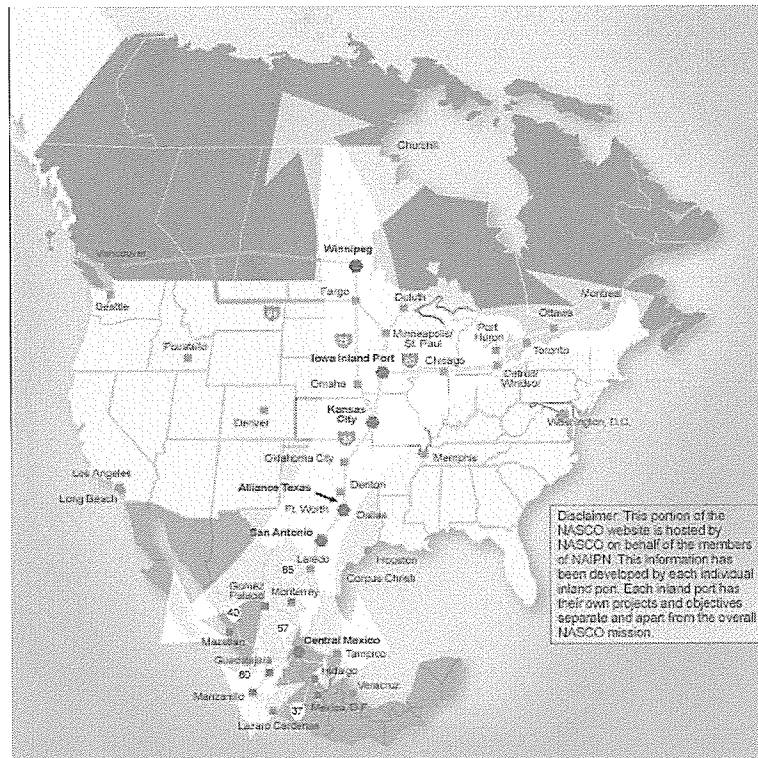 Churchill
Vancouver
Winnipeg
Seattle
Fargo
Duluth
Montreal
Ottawa
Pocatello
Minneapolis/
St. Paul
Port
Huron
Toronto
Iowa Inland Port
Chicago
Detroit/
Windsor
Omaha
Kansas
City
Denver
Washington, D.C.
Oklahoma City
Memphis
Los Angeles
Long Beach
Alliance Texas
Denton
Ft. Worth
Dallas
San Antonio
Houston
Laredo
85
Corpus Christi
Gomez
Palacio
Monterrey
40
57
Mazatlan
Central Mexico
Tampico
Guadalajara
Hidalgo
80
Veracruz
Manzanillo
Mexico, D.F.
37
Lazaro Cardenas
Disclaimer: This portion of the
NASCO website is hosted by
NASCO on behalf of the members
of NAIPN. This information has
been developed by each individual
inland port. Each inland port has
their own projects and objectives
separate and apart from the overall
NASCO mission.